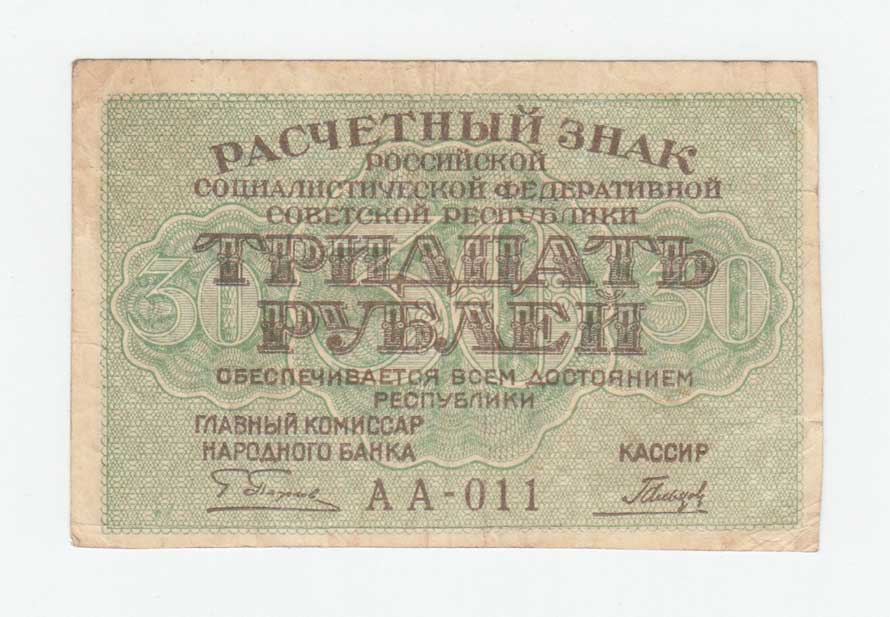 РАСЧЕТНЫЙ ЗНАК
РОССИЙСКОЙ
СОЦИАЛИСТИЧЕСКОЙ ФЕДЕРАТИВНОЙ
СОВЕТСКОЙ РЕСПУБЛИКИ
30 30 30
ТРИДЦАТЬ
РУБЛЕЙ
ОБЕСПЕЧИВАЕТСЯ ВСЕМ ДОСТОЯНИЕМ
РЕСПУБЛИКИ
ГЛАВНЫЙ КОМИССАР
НАРОДНОГО БАНКА
КАССИР
АА-011